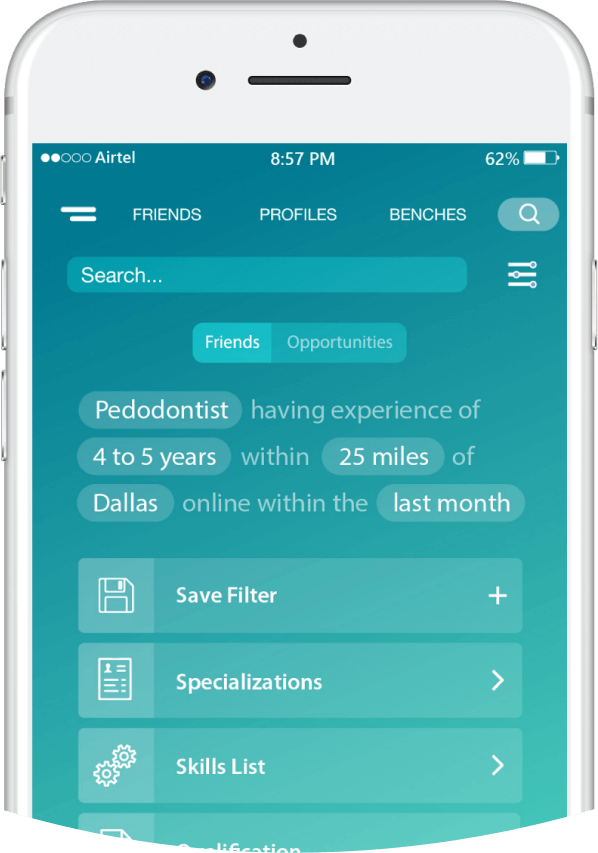 Airtel 8:57 PM 62%
FRIENDS PROFILES BENCHES
Search...
Friends Opportunities
Pedodontist having experience of
4 to 5 years within 25 miles of
Dallas online within the last month
Save Filter +
Specializations
Skills List
Qualification